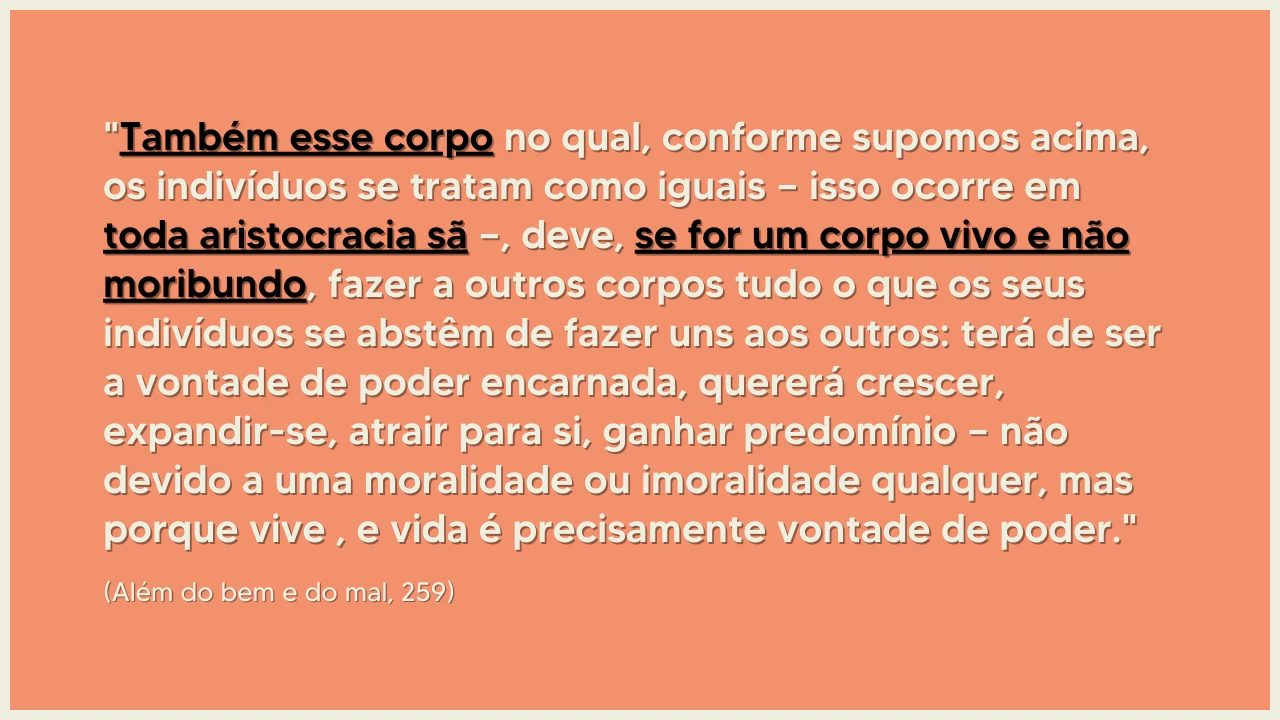 "Também esse corpo no qual, conforme supomos acima,
os indivíduos se tratam como iguais – isso ocorre em
toda aristocracia sã –, deve, se for um corpo vivo e não
moribundo, fazer a outros corpos tudo o que os seus
indivíduos se abstêm de fazer uns aos outros: terá de ser
a vontade de poder encarnada, quererá crescer,
expandir-se, atrair para si, ganhar predomínio – não
devido a uma moralidade ou imoralidade qualquer, mas
porque vive , e vida é precisamente vontade de poder."
(Além do bem e do mal, 259)